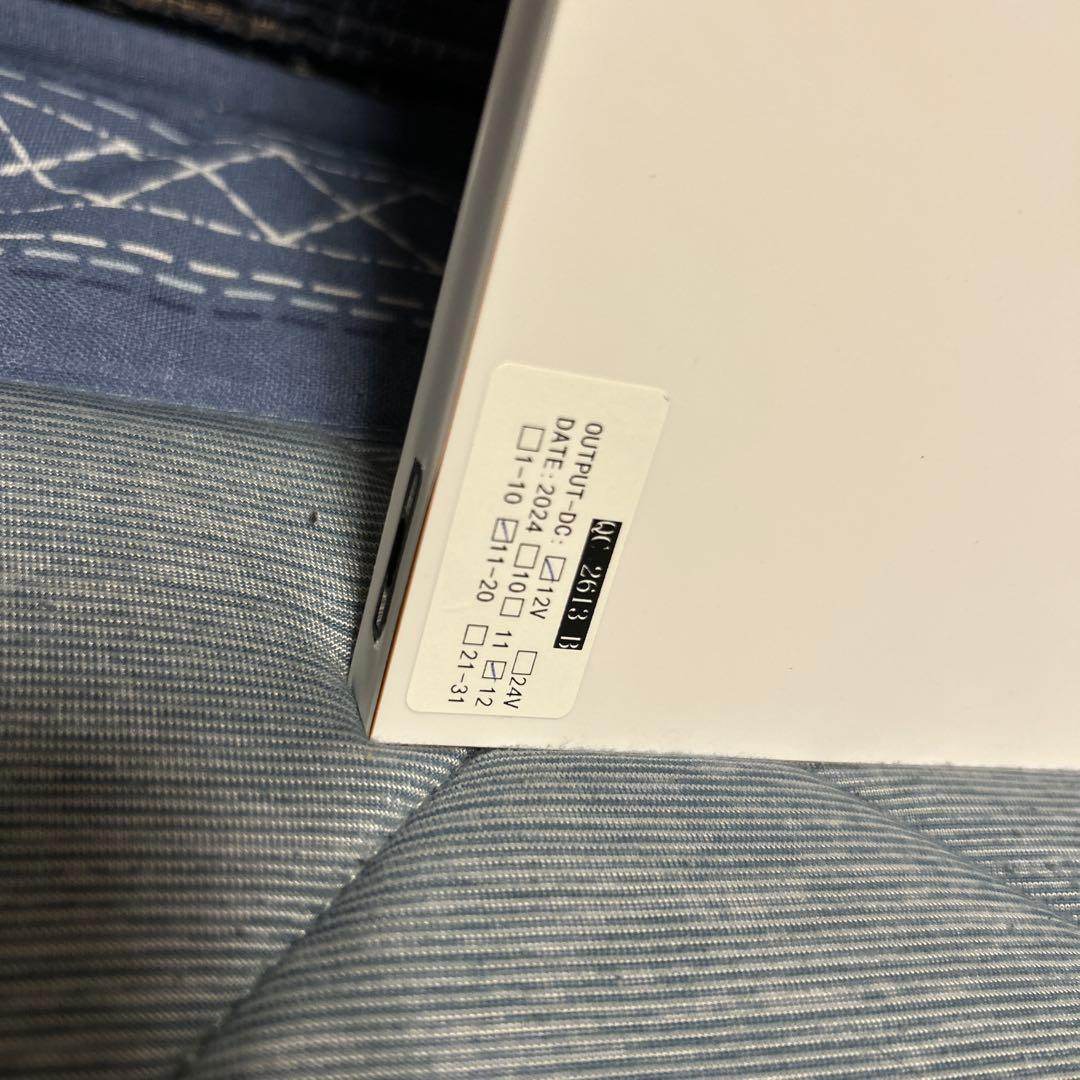 QC 2613 B
OUTPUT-DC: ☑12V ☐24V
DATE: 2024 ☐10☐ 11☑12
☐1-10 ☑11-20 ☐21-31